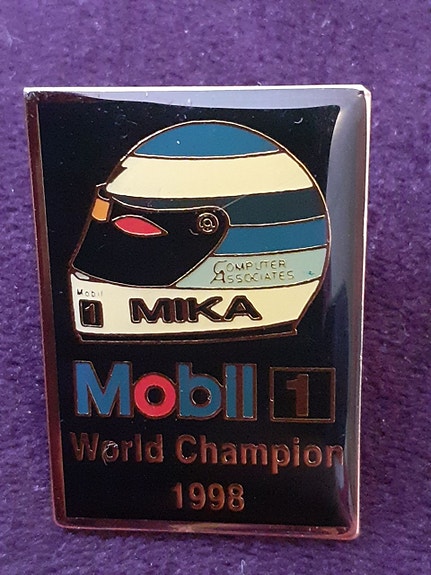 COMPUTER
ASSOCIATES
Mobil
1
MIKA
Mobil 1
World Champion
1998